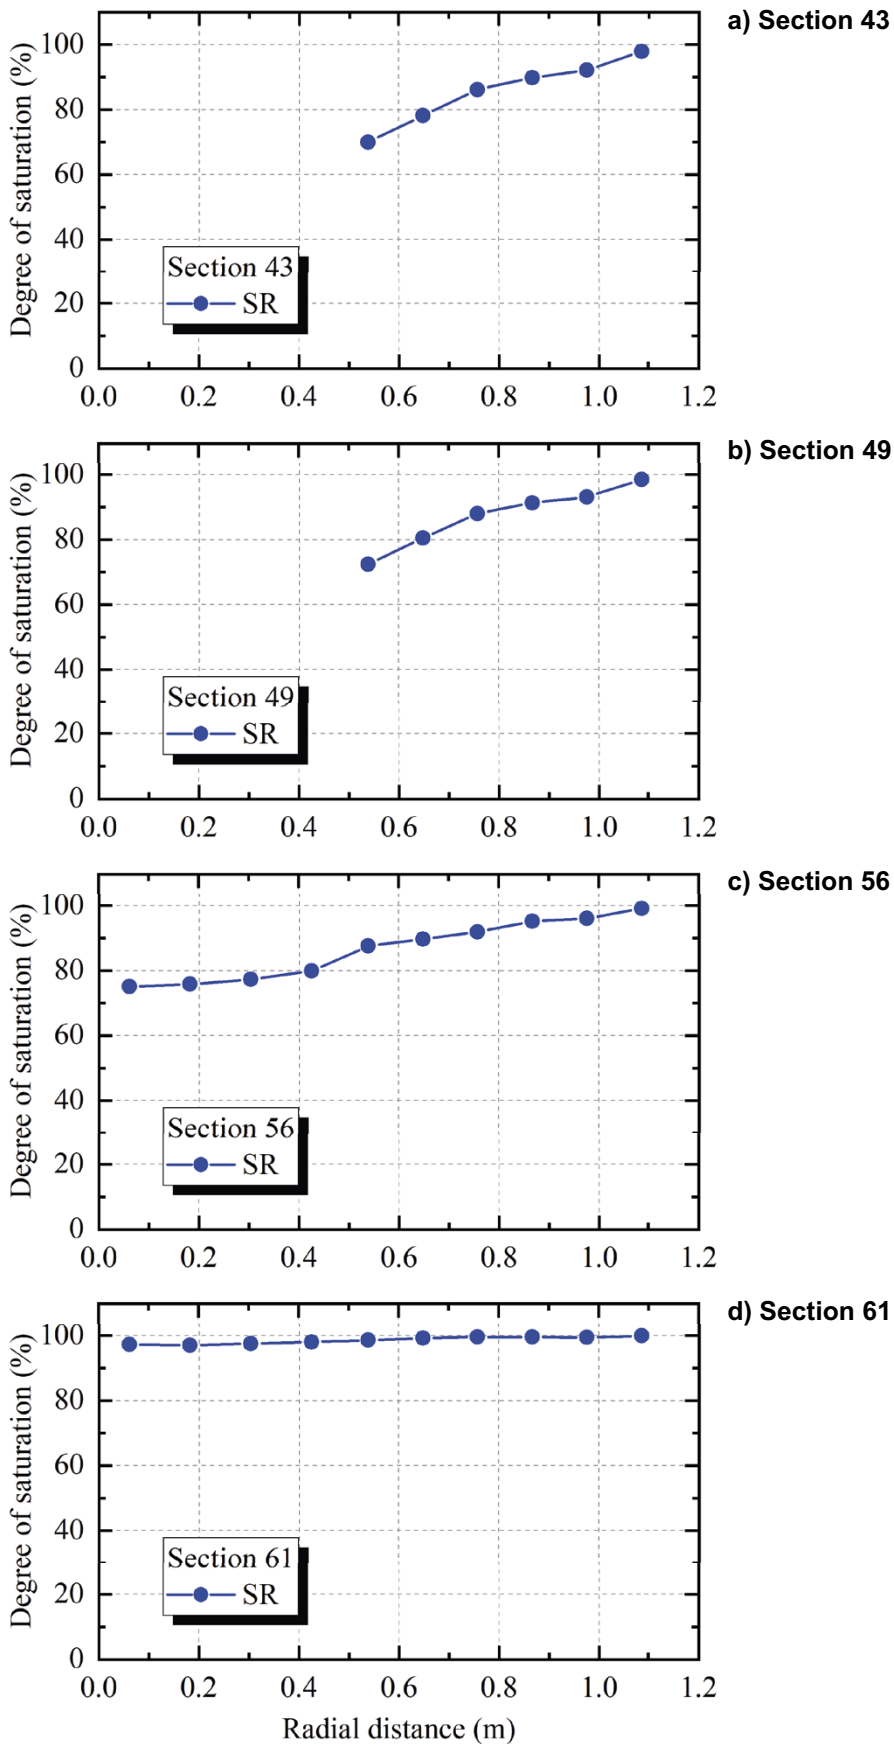 a) Section 43
Degree of saturation (%)
100
80
60
40
20
0
Section 43
SR
0.0 0.2 0.4 0.6 0.8 1.0 1.2
b) Section 49
Degree of saturation (%)
100
80
60
40
20
0
Section 49
SR
0.0 0.2 0.4 0.6 0.8 1.0 1.2
c) Section 56
Degree of saturation (%)
100
80
60
40
20
0
Section 56
SR
0.0 0.2 0.4 0.6 0.8 1.0 1.2
d) Section 61
Degree of saturation (%)
100
80
60
40
20
0
Section 61
SR
0.0 0.2 0.4 0.6 0.8 1.0 1.2
Radial distance (m)